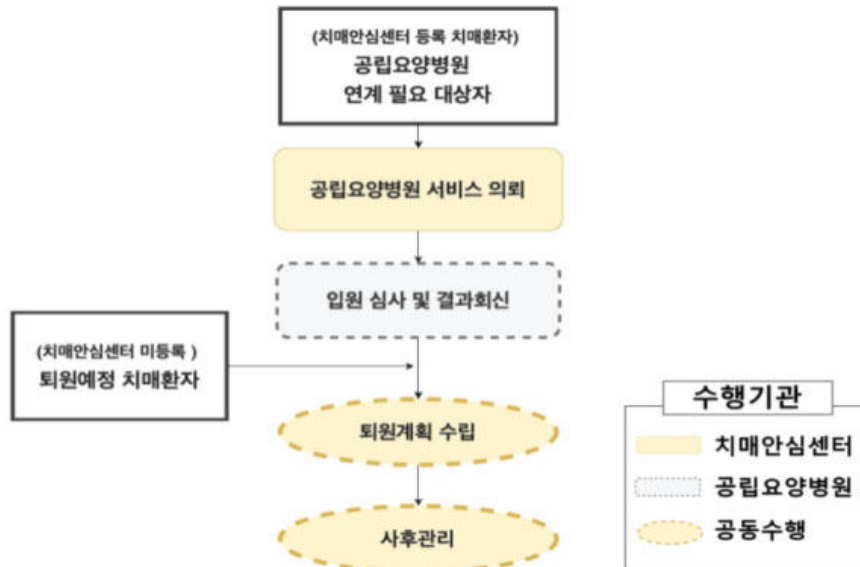 (치매안심센터 등록 치매환자)
공립요양병원
연계 필요 대상자
공립요양병원 서비스 의뢰
입원 심사 및 결과회신
(치매안심센터 미등록 )
퇴원예정 치매환자
퇴원계획 수립
사후관리
수행기관
치매안심센터
공립요양병원
공동수행